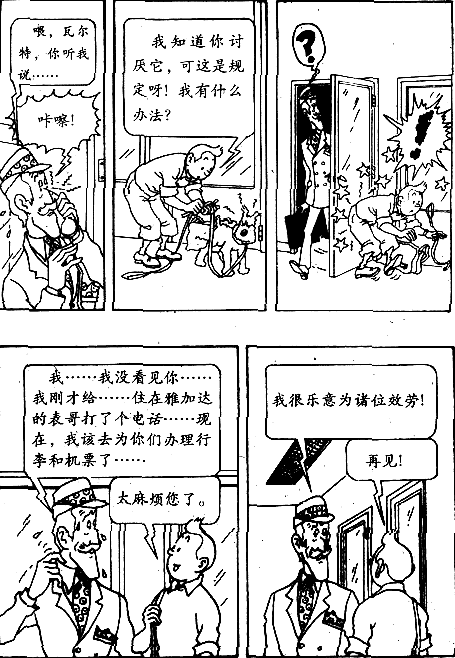 喂，瓦尔
特，你听我
说……
咔嚓！
我知道你讨
厌它，可这是规
定呀！我有什么
办法？
?
!
我……我没看见你……
我刚才给……住在雅加达
的表哥打了个电话……现
在，我该去为你们办理行
李和机票了……
太麻烦您了。
我很乐意为诸位效劳！
再见！